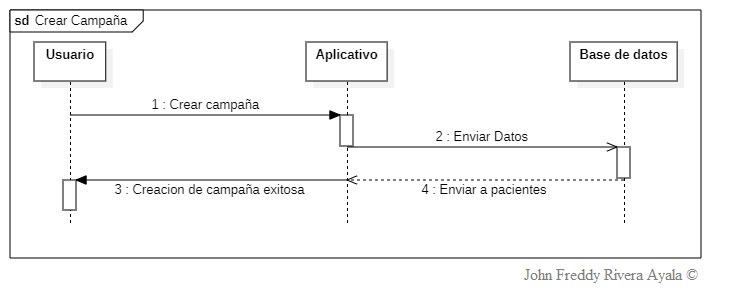 sd Crear Campaña
Usuario
Aplicativo
Base de datos
1 : Crear campaña
2 : Enviar Datos
3 : Creacion de campaña exitosa
4 : Enviar a pacientes
John Freddy Rivera Ayala ©